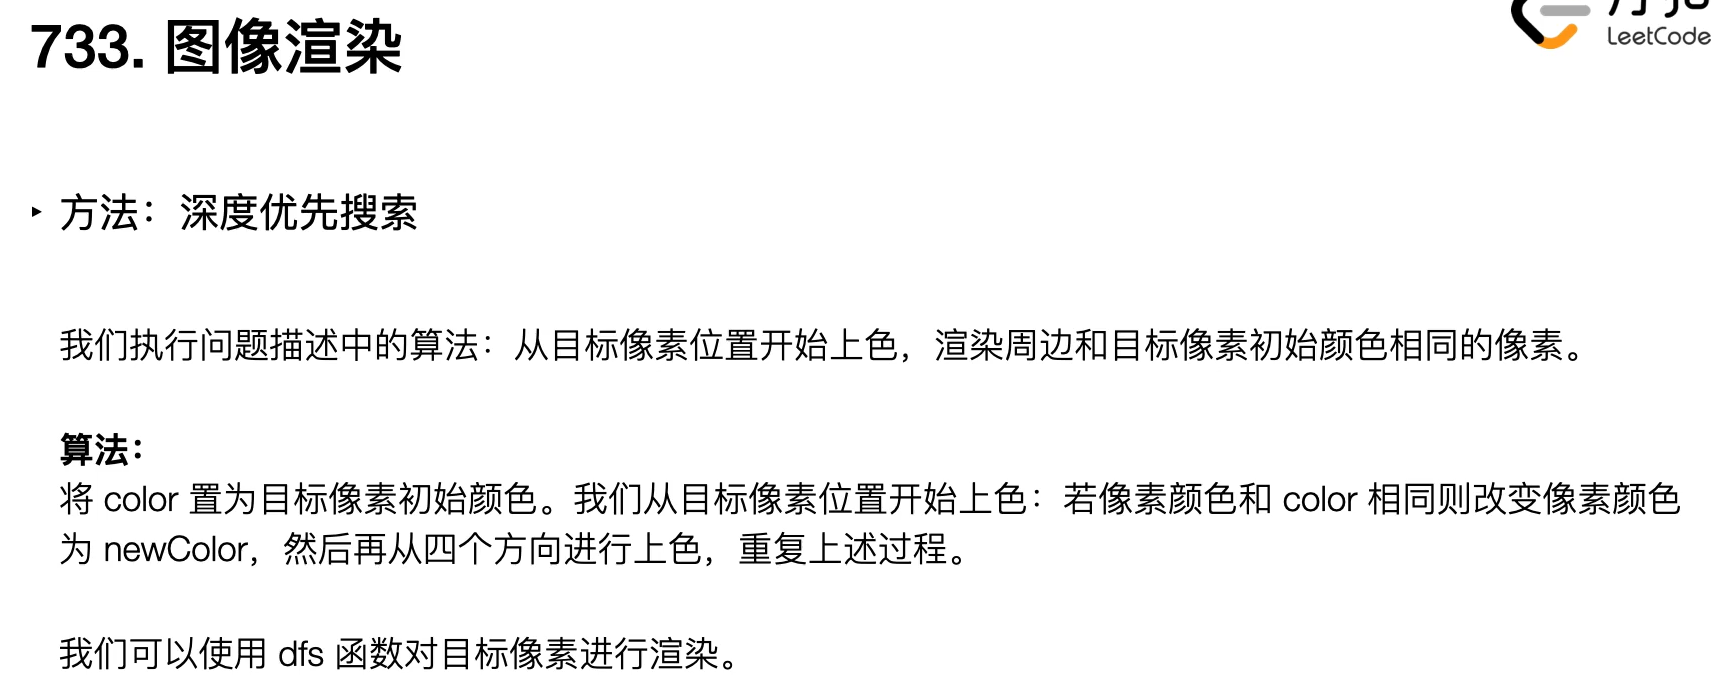 733. 图像渲染
LeetCode
‣ 方法：深度优先搜索
我们执行问题描述中的算法：从目标像素位置开始上色，渲染周边和目标像素初始颜色相同的像素。
算法：
将 color 置为目标像素初始颜色。我们从目标像素位置开始上色：若像素颜色和 color 相同则改变像素颜色
为 newColor，然后再从四个方向进行上色，重复上述过程。
我们可以使用 dfs 函数对目标像素进行渲染。